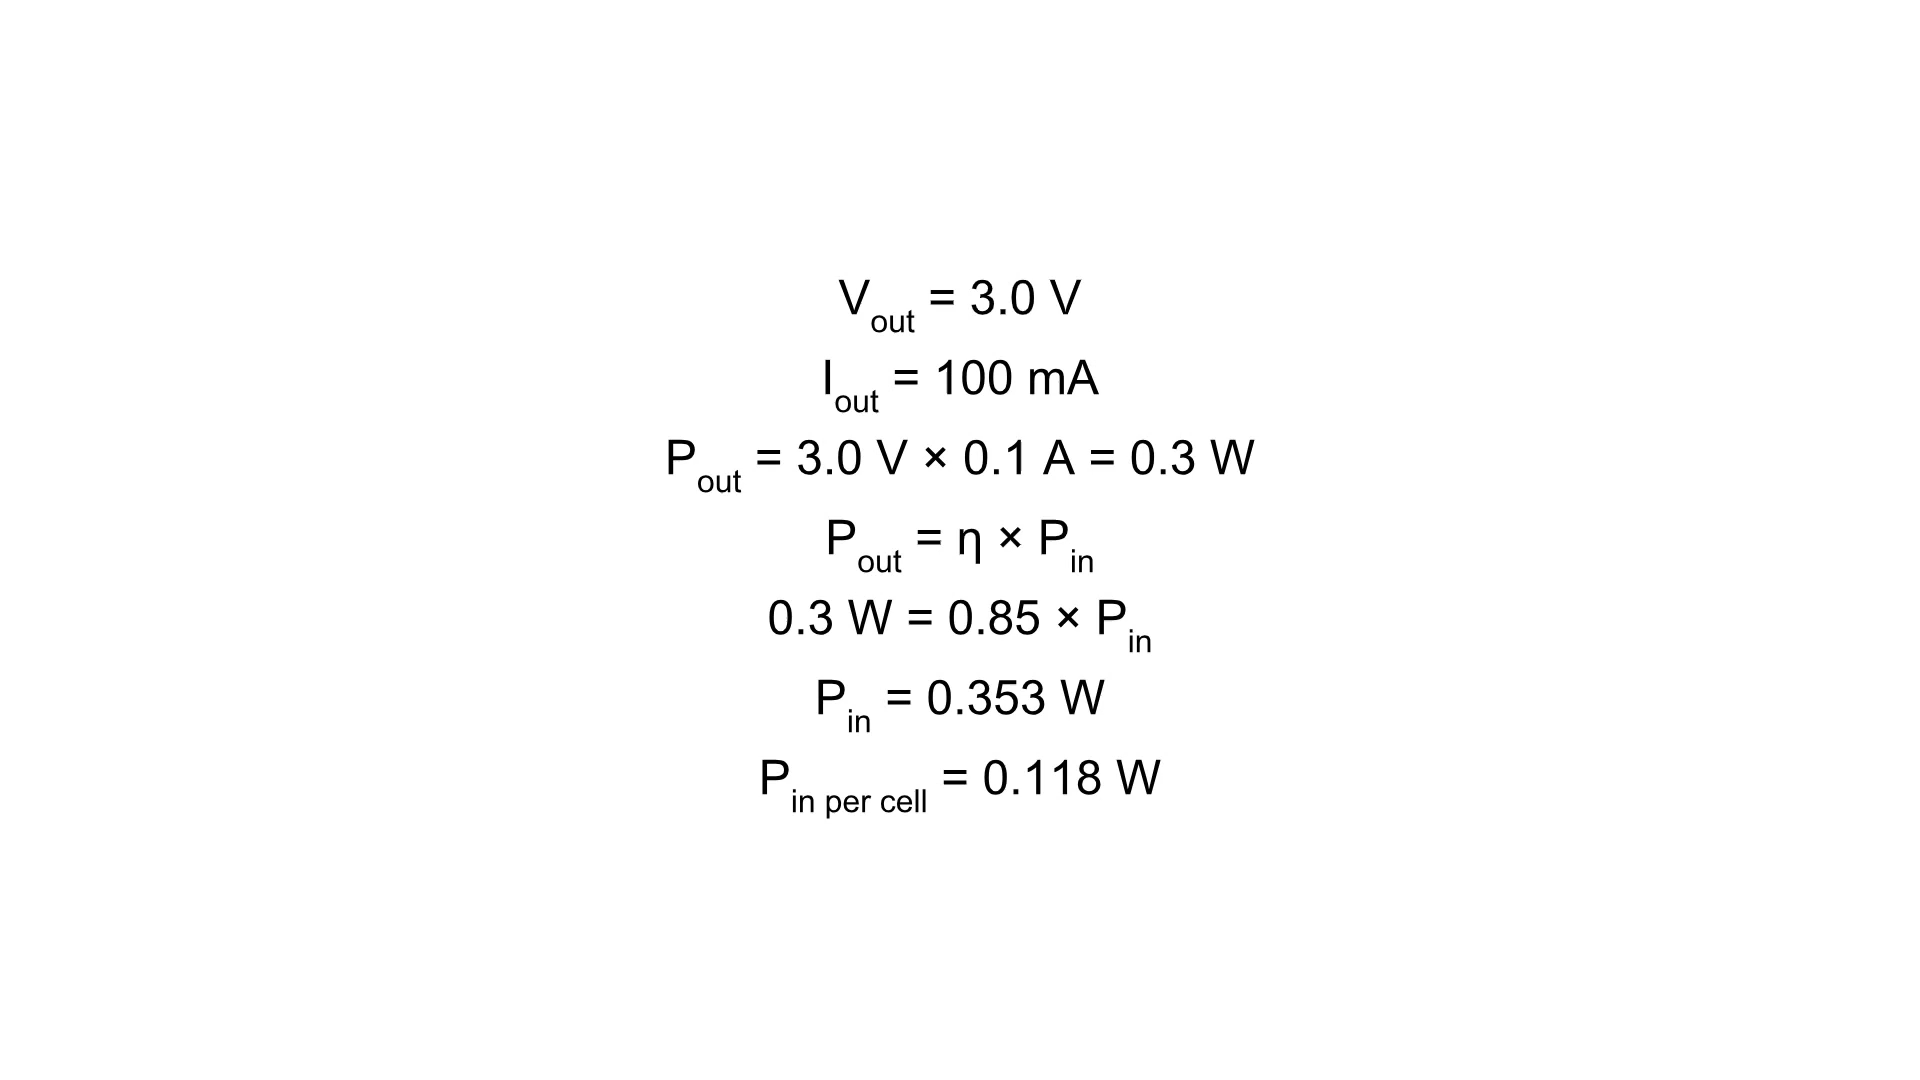 V_out = 3.0 V
I_out = 100 mA
P_out = 3.0 V × 0.1 A = 0.3 W
P_out = η × P_in
0.3 W = 0.85 × P_in
P_in = 0.353 W
P_in per cell = 0.118 W